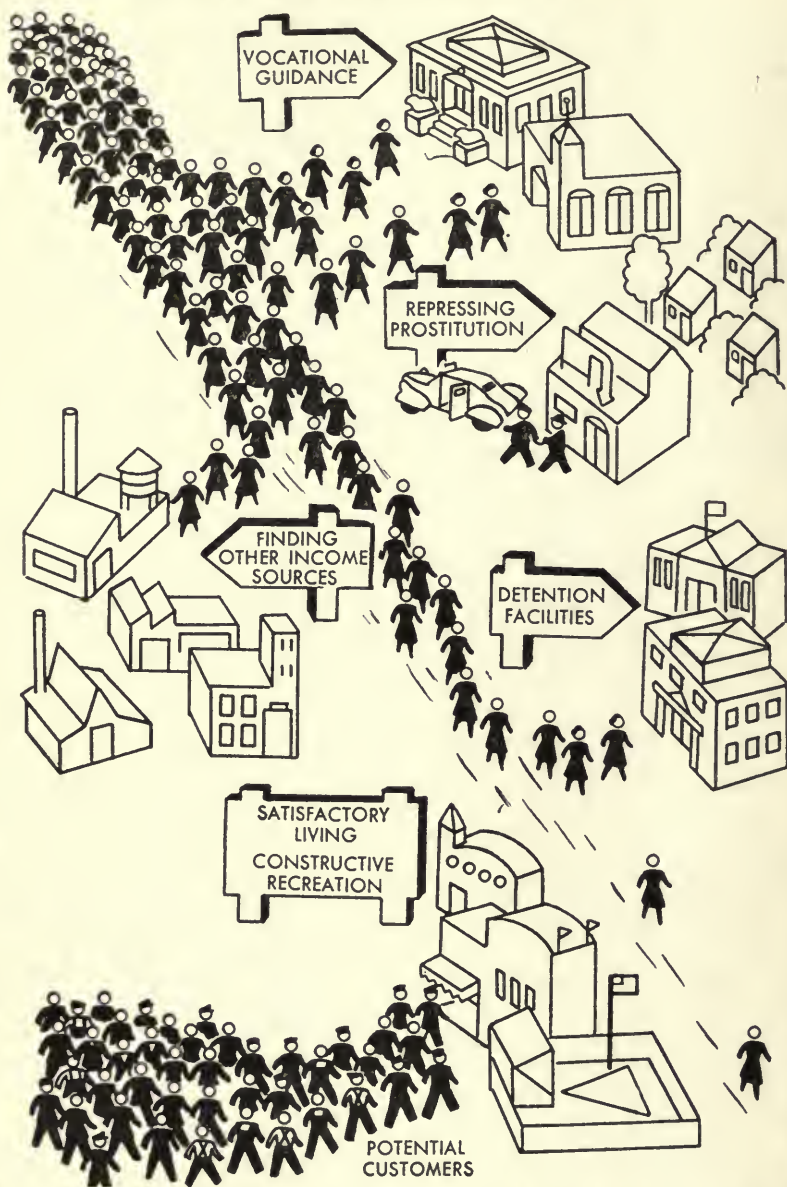 VOCATIONAL
GUIDANCE
REPRESSING
PROSTITUTION
FINDING
OTHER INCOME
SOURCES
DETENTION
FACILITIES
SATISFACTORY
LIVING
CONSTRUCTIVE
RECREATION
POTENTIAL
CUSTOMERS